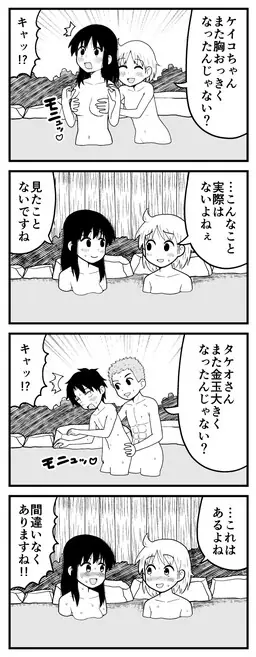 ケイコちゃん
また胸おっきく
なったんじゃない?
キャッ!?
モニュッ♡
…こんなこと
実際は
ないよねぇ
見たこと
ないですね
タケオさん
また金玉大きく
なったんじゃない?
キャッ!?
モニュッ♡
…これは
あるよね
間違いなく
ありますね!!